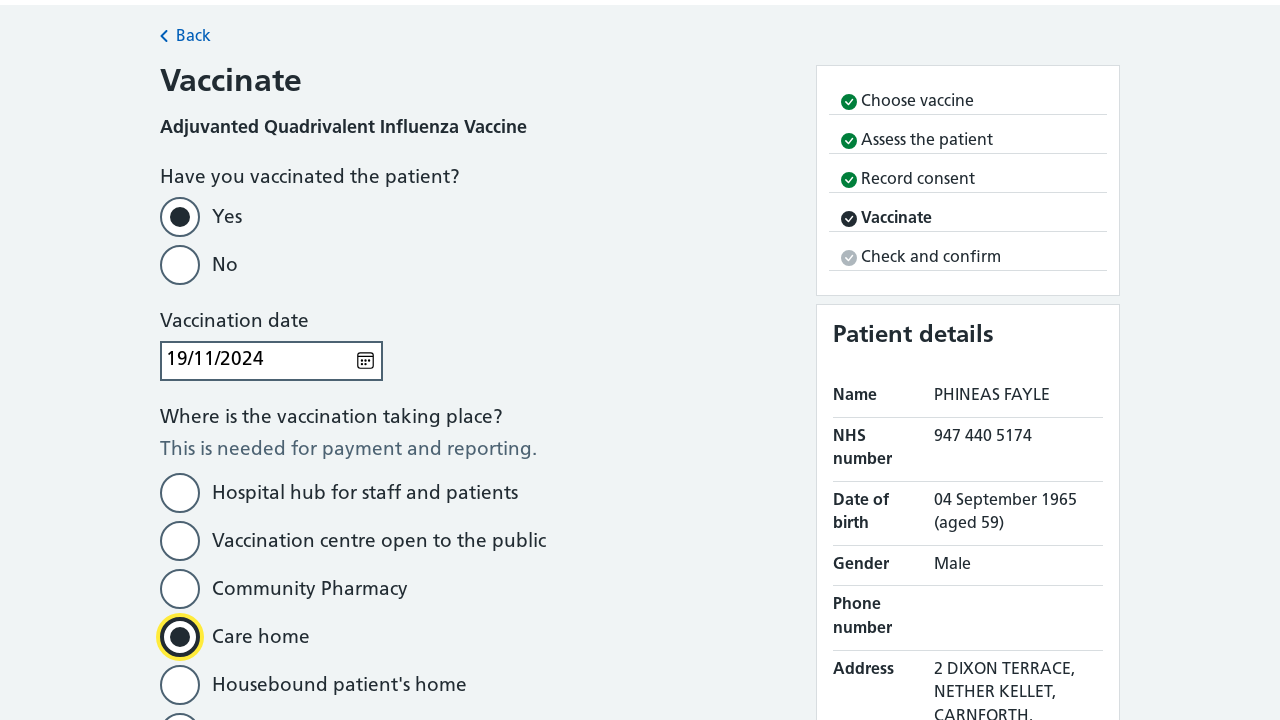 Back
Vaccinate
Adjuvanted Quadrivalent Influenza Vaccine
Have you vaccinated the patient?
Yes
No
Vaccination date
19/11/2024
Where is the vaccination taking place?
This is needed for payment and reporting.
Hospital hub for staff and patients
Vaccination centre open to the public
Community Pharmacy
Care home
Housebound patient's home
Choose vaccine
Assess the patient
Record consent
Vaccinate
Check and confirm
Patient details
Name PHINEAS FAYLE
NHS number 947 440 5174
Date of birth 04 September 1965 (aged 59)
Gender Male
Phone number
Address 2 DIXON TERRACE,
NETHER KELLET,
CARNFORTH,